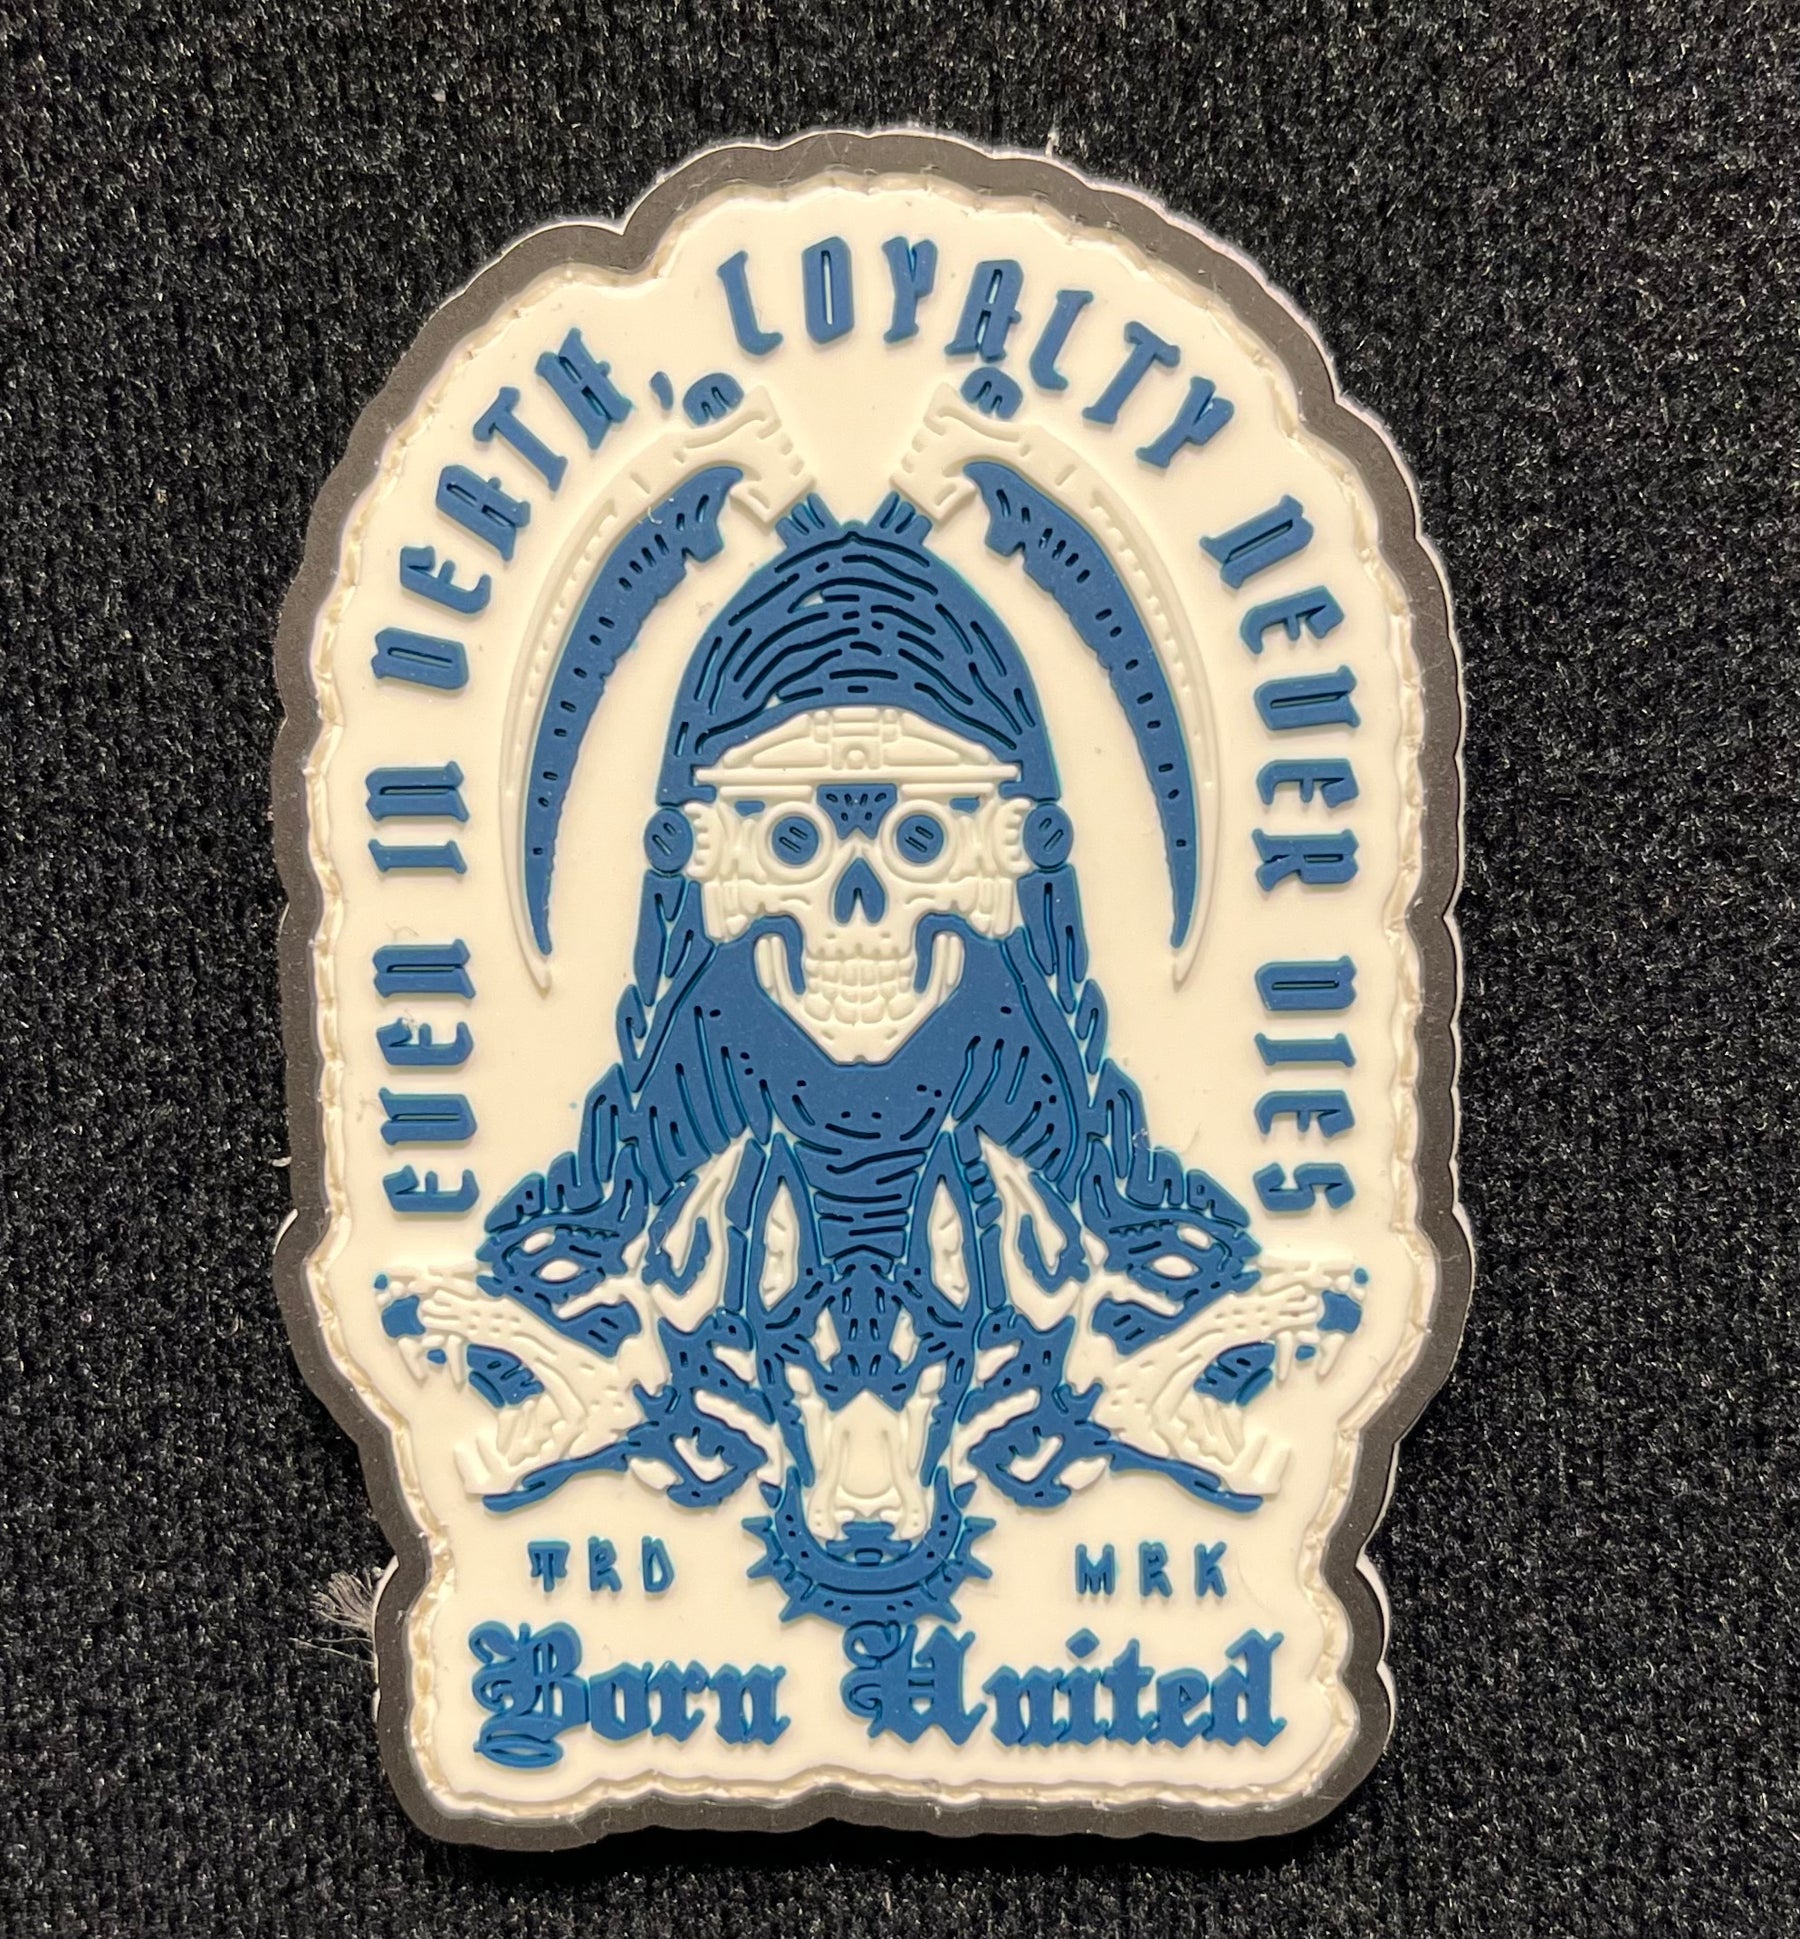 EVEN IN DEATH, LOYALTY NEVER DIES
TRD MRK
Born United